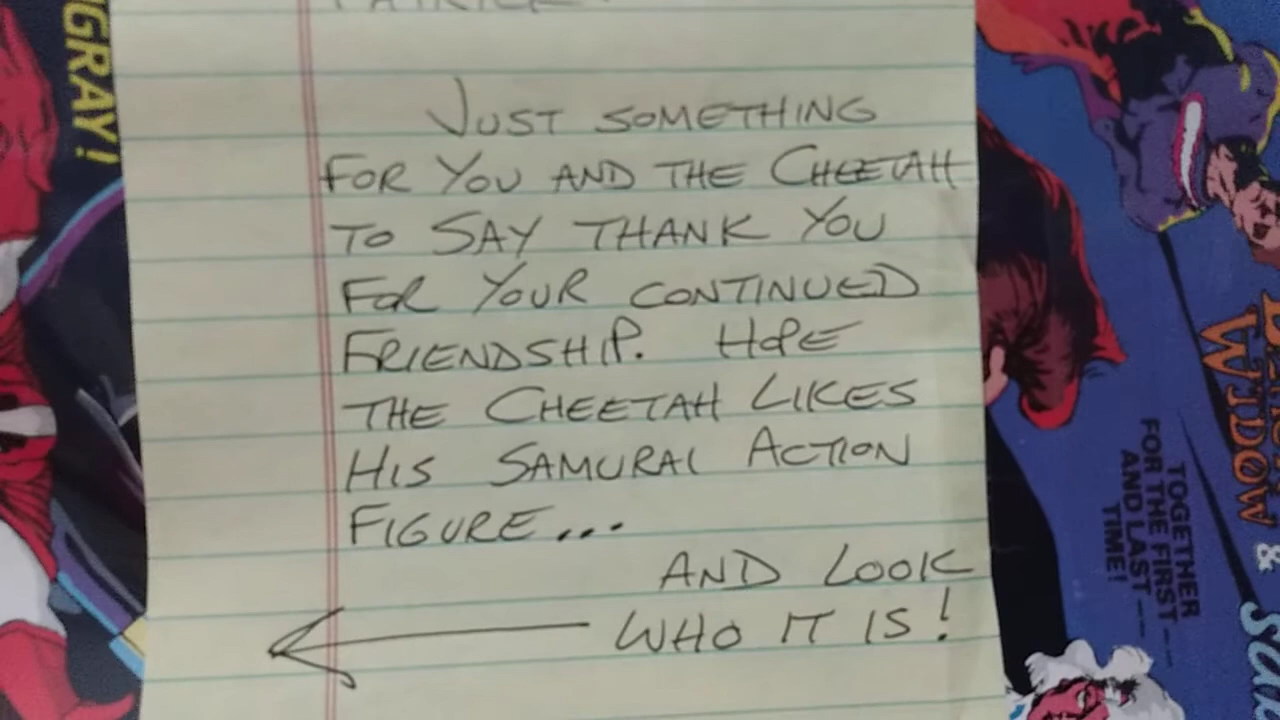 PATRICK
JUST SOMETHING
FOR YOU AND THE CHEETAH
TO SAY THANK YOU
FOR YOUR CONTINUED
FRIENDSHIP. HOPE
THE CHEETAH LIKES
HIS SAMURAI ACTION
FIGURE...
AND LOOK
WHO IT IS!
WIDOW
&
TOGETHER
FOR THE FIRST--
AND LAST--
TIME!